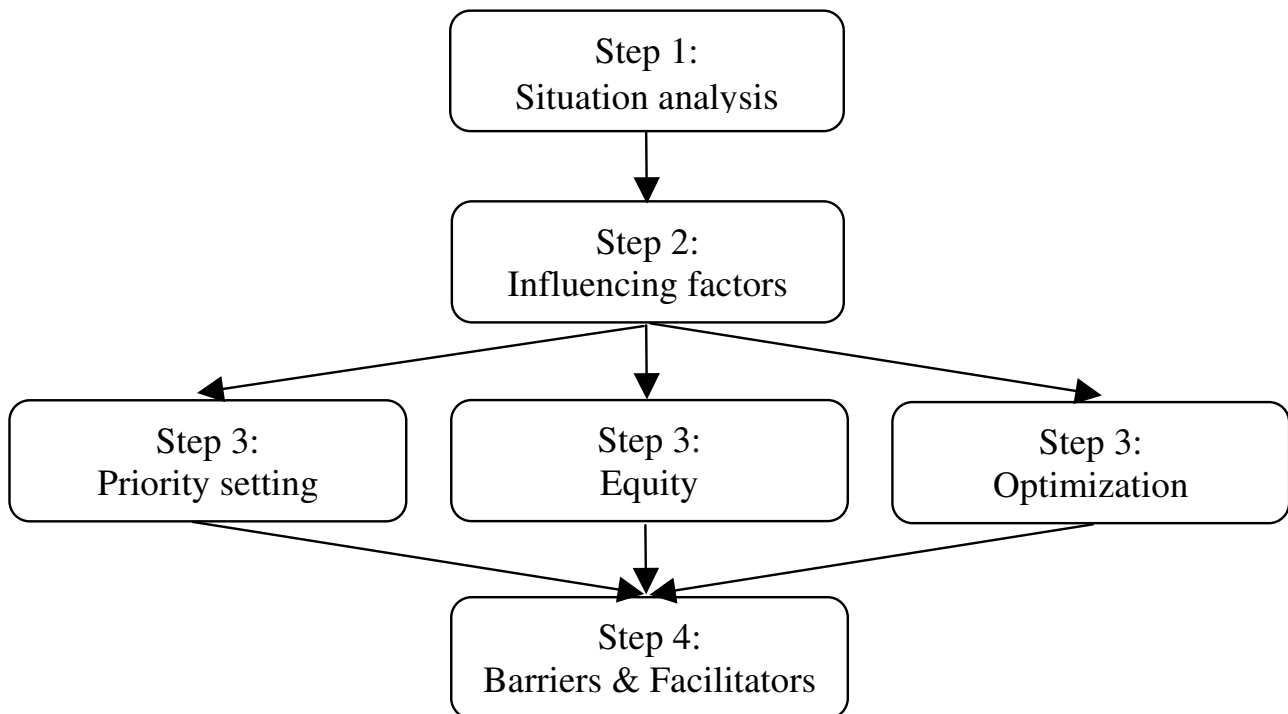 Step 1:
Situation analysis
Step 2:
Influencing factors
Step 3:
Priority setting
Step 3:
Equity
Step 3:
Optimization
Step 4:
Barriers & Facilitators